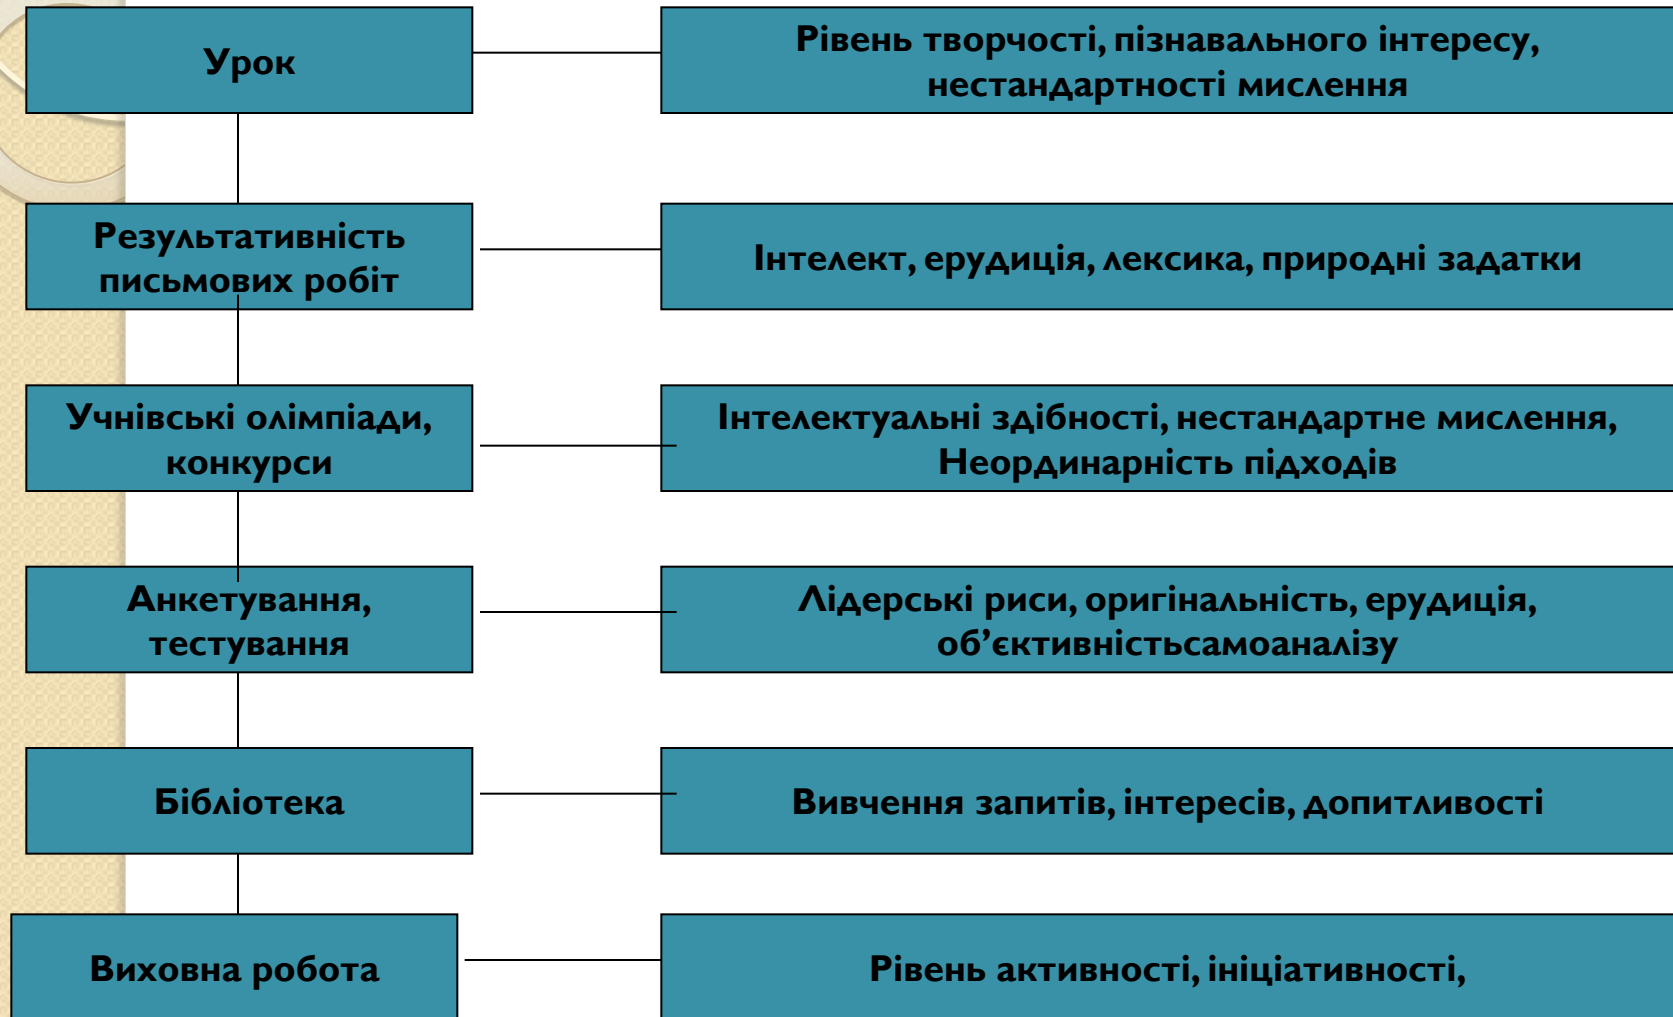 Урок
Рівень творчості, пізнавального інтересу,
нестандартності мислення
Результативність
письмових робіт
Інтелект, ерудиція, лексика, природні задатки
Учнівські олімпіади,
конкурси
Інтелектуальні здібності, нестандартне мислення,
Неординарність підходів
Анкетування,
тестування
Лідерські риси, оригінальність, ерудиція,
об’єктивністьсамоаналізу
Бібліотека
Вивчення запитів, інтересів, допитливості
Виховна робота
Рівень активності, ініціативності,